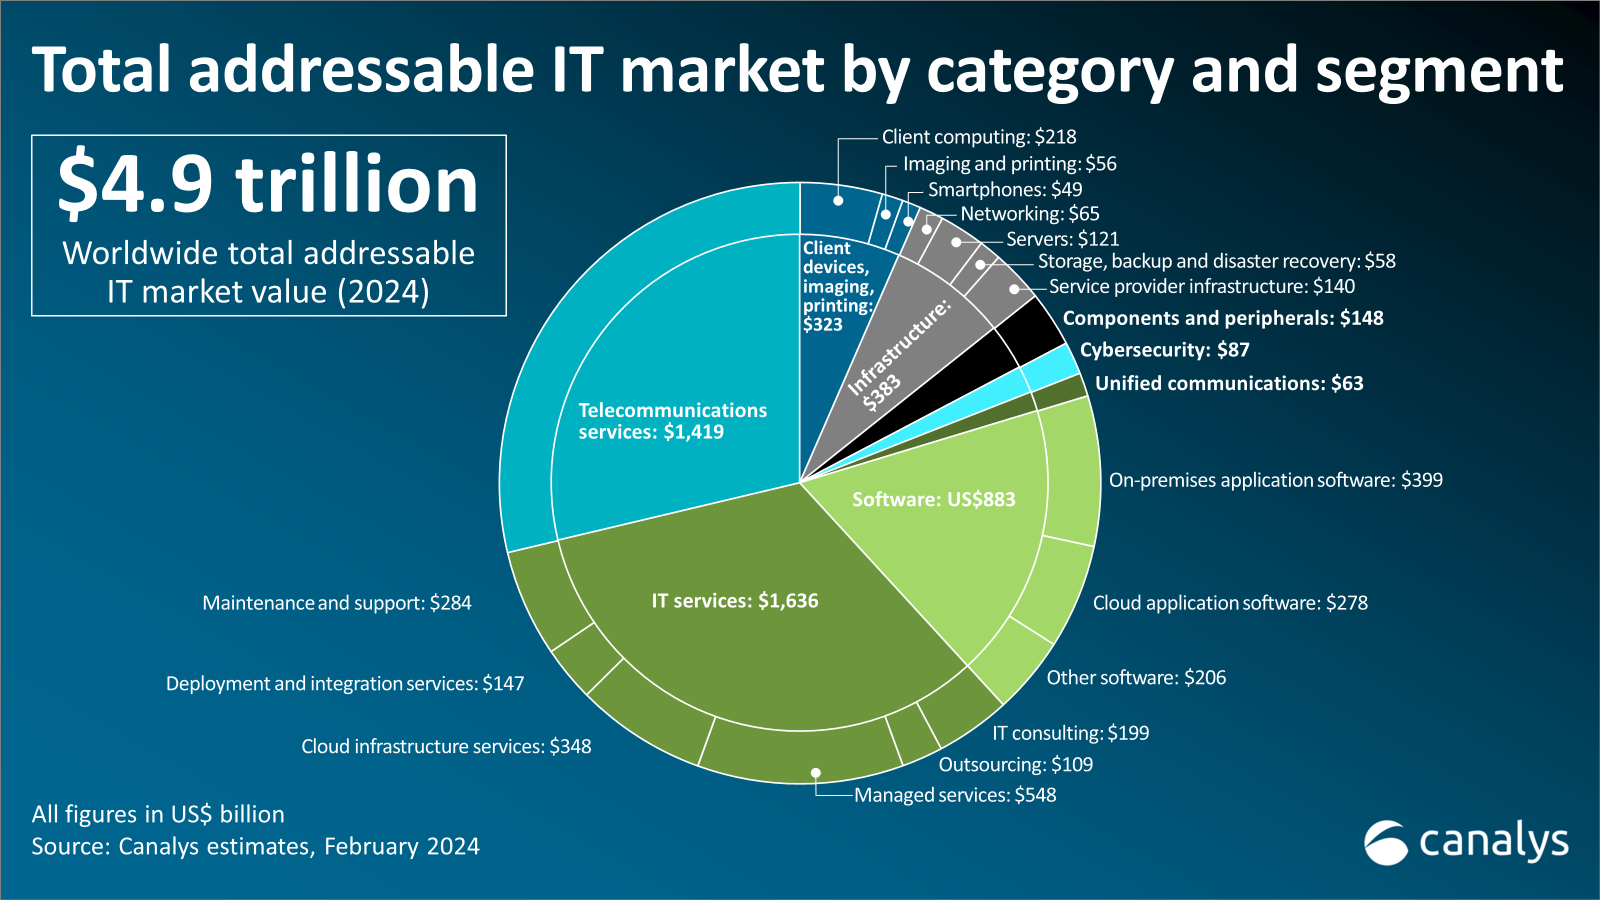 Total addressable IT market by category and segment
$4.9 trillion
Worldwide total addressable
IT market value (2024)
Client computing: $218
Imaging and printing: $56
Smartphones: $49
Networking: $65
Servers: $121
Storage, backup and disaster recovery: $58
Service provider infrastructure: $140
Components and peripherals: $148
Cybersecurity: $87
Unified communications: $63
Client
devices,
imaging,
printing:
$323
Infrastructure:
$383
Telecommunications
services: $1,419
Software: US$883
On-premises application software: $399
Cloud application software: $278
Other software: $206
IT services: $1,636
IT consulting: $199
Outsourcing: $109
Managed services: $548
Maintenance and support: $284
Deployment and integration services: $147
Cloud infrastructure services: $348
All figures in US$ billion
Source: Canalys estimates, February 2024
canalys